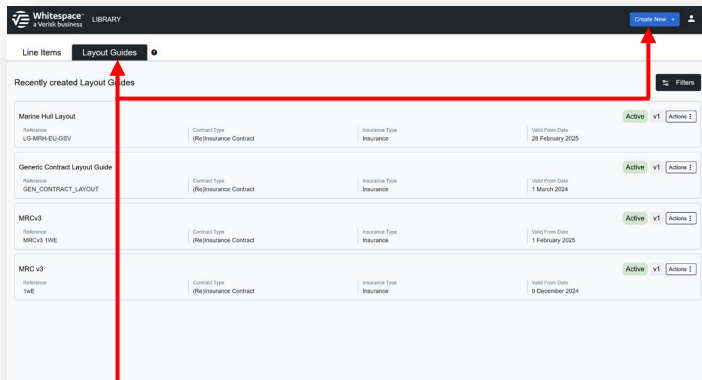 Whitespace™
a Verisk business
LIBRARY
Create New
Line Items
Layout Guides
Recently created Layout Guides
Filters
Marine Hull Layout
Active v1 Actions
Reference Contract Type Insurance Type Valid From Date
LG-MRH-EU-GSV (Re)Insurance Contract Insurance 28 February 2025
Generic Contract Layout Guide
Active v1 Actions
Reference Contract Type Insurance Type Valid From Date
GEN_CONTRACT_LAYOUT (Re)Insurance Contract Insurance 1 March 2024
MRCv3
Active v1 Actions
Reference Contract Type Insurance Type Valid From Date
MRCv3 1WE (Re)Insurance Contract Insurance 1 February 2025
MRC v3
Active v1 Actions
Reference Contract Type Insurance Type Valid From Date
1wE (Re)Insurance Contract Insurance 9 December 2024